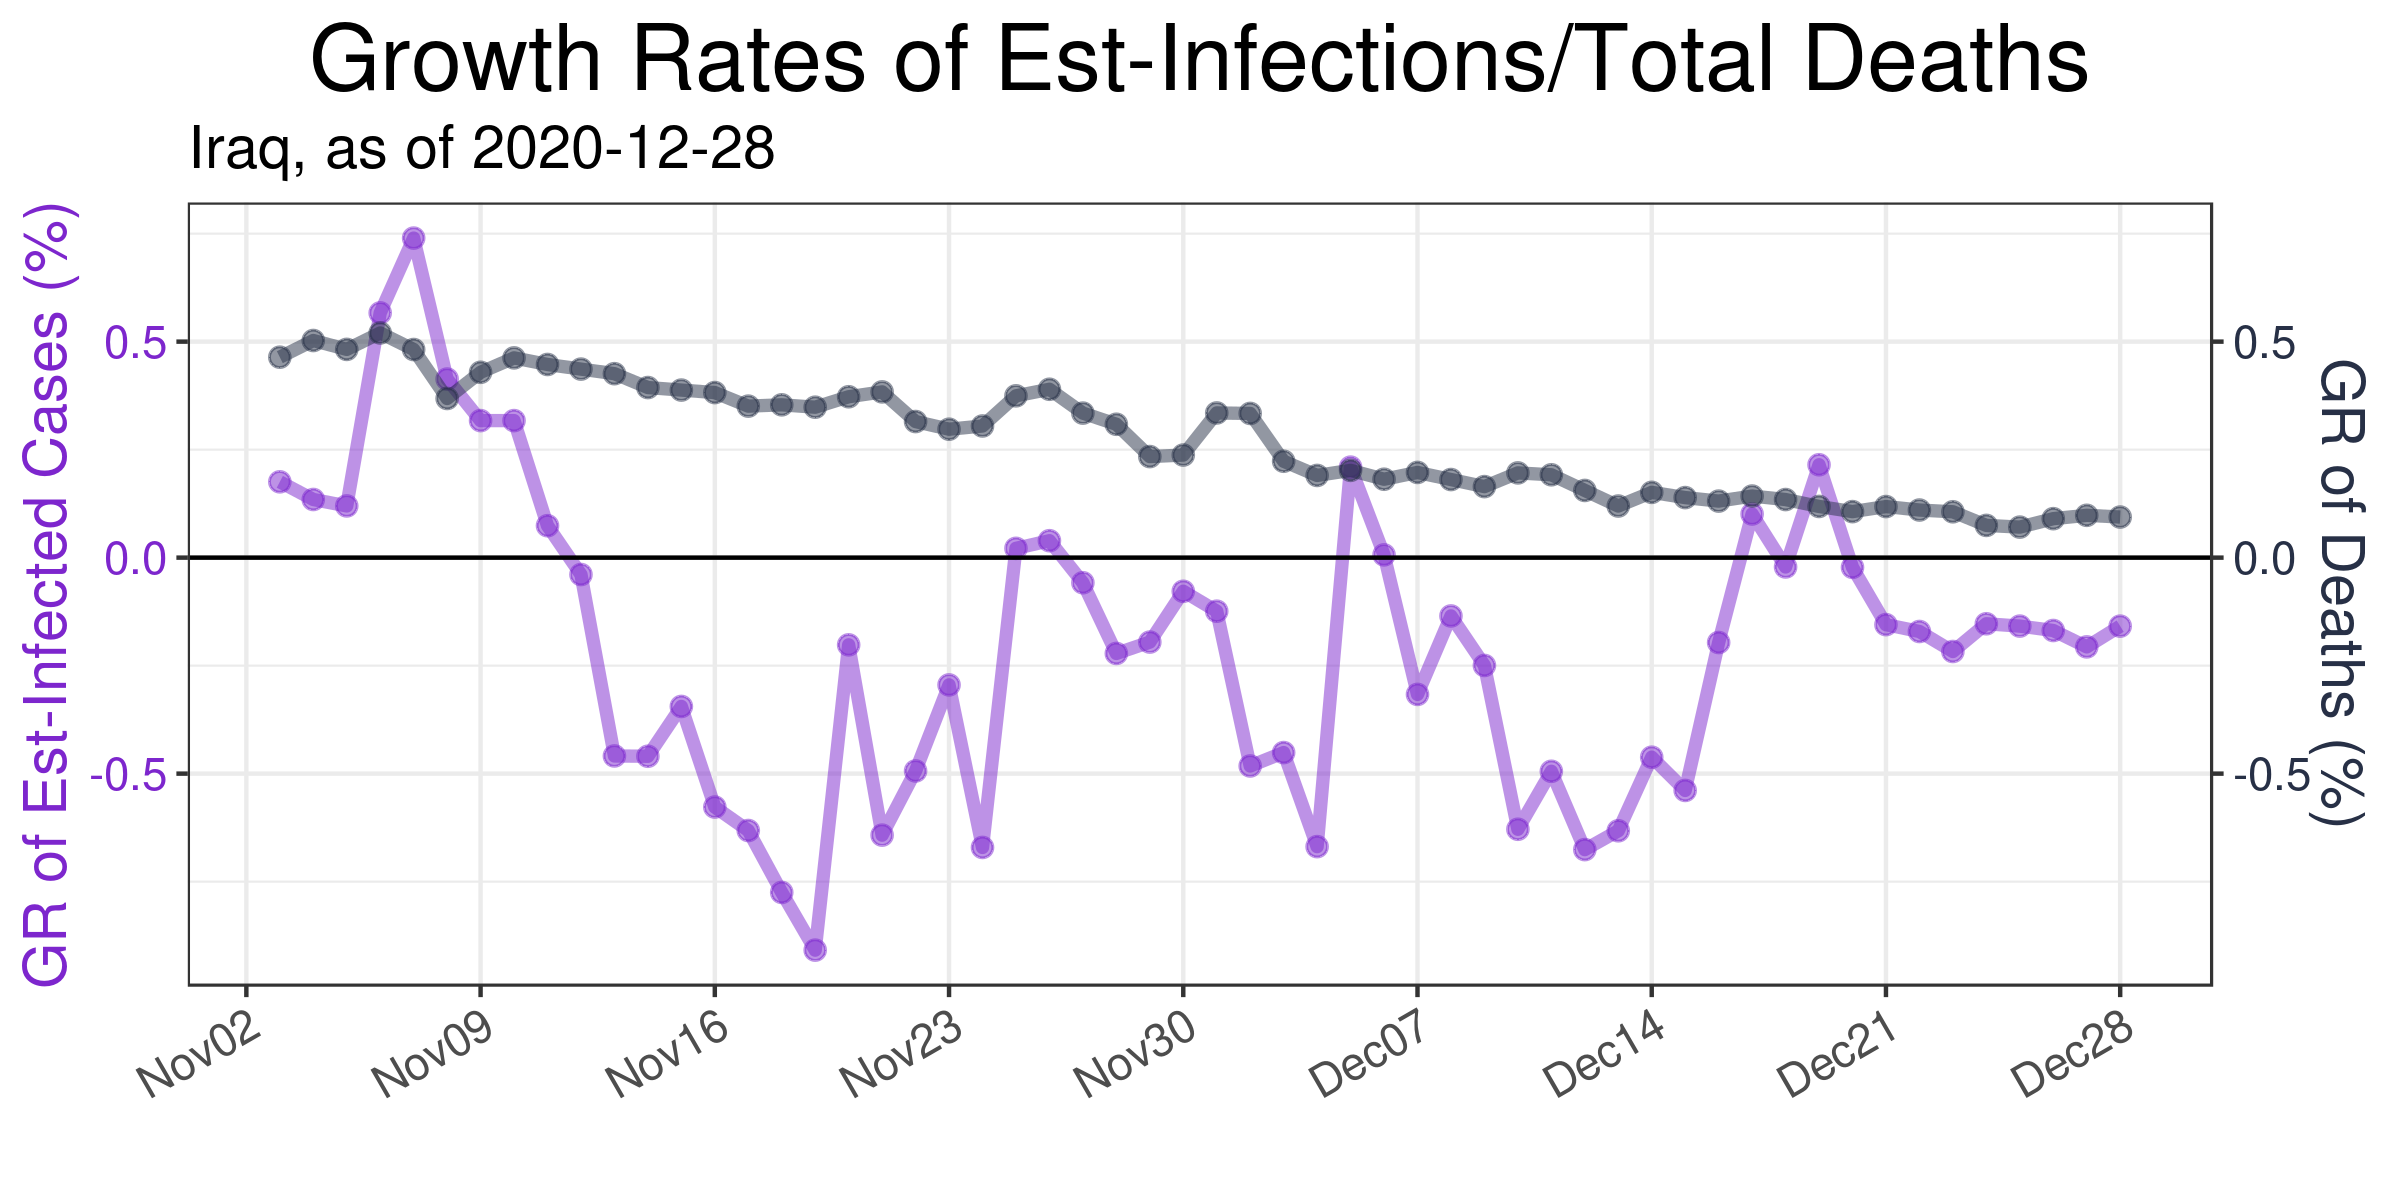 Growth Rates of Est-Infections/Total Deaths
Iraq, as of 2020-12-28
GR of Est-Infected Cases (%)
0.5
0.0
-0.5
0.5
0.0
-0.5
GR of Deaths (%)
Nov02
Nov09
Nov16
Nov23
Nov30
Dec07
Dec14
Dec21
Dec28